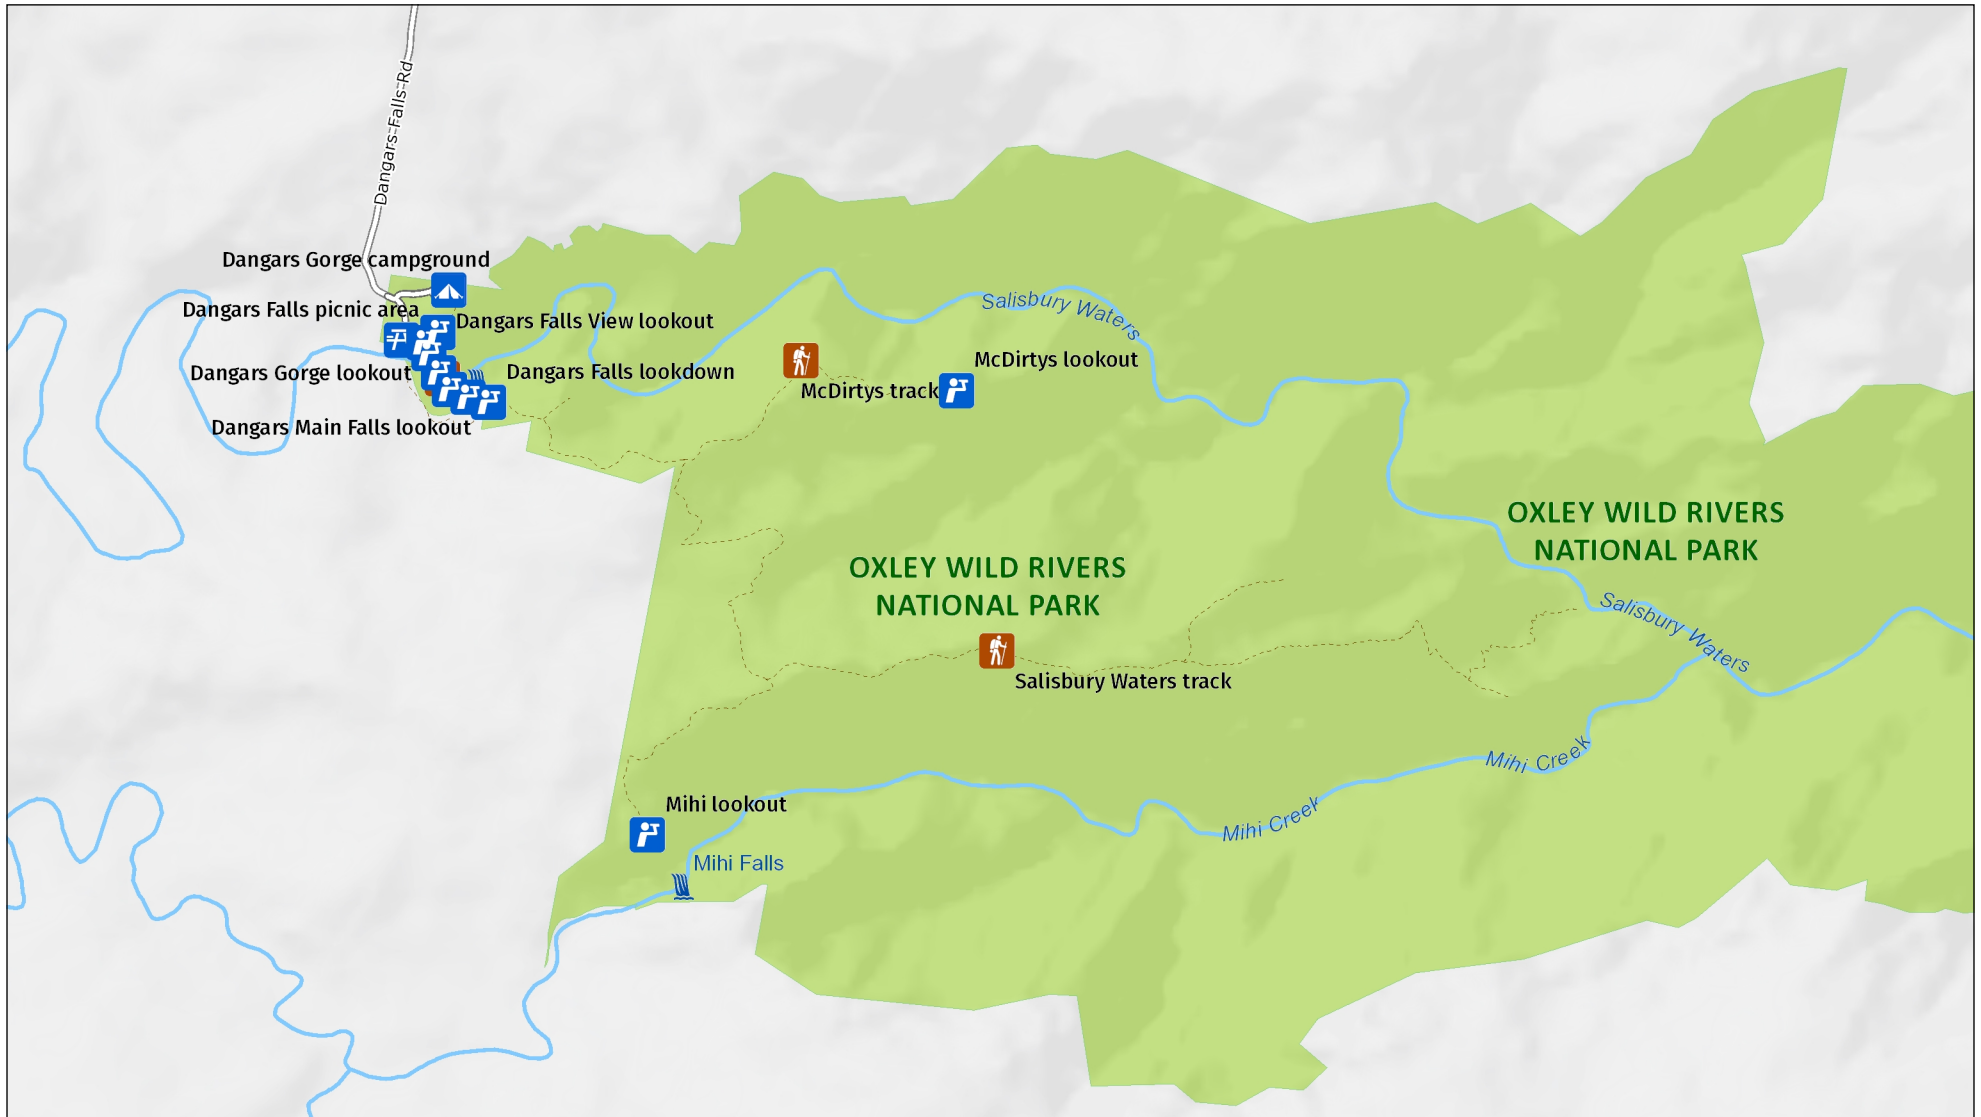 Dangars Falls Rd
Dangars Gorge campground
Dangars Falls picnic area
Dangars Falls View lookout
Salisbury Waters
McDirtys lookout
Dangars Gorge lookout
Dangars Falls lookdown
McDirtys track
Dangars Main Falls lookout
OXLEY WILD RIVERS
NATIONAL PARK
OXLEY WILD RIVERS
NATIONAL PARK
Salisbury Waters
Salisbury Waters track
Mihi Creek
Mihi lookout
Mihi Creek
Mihi Falls